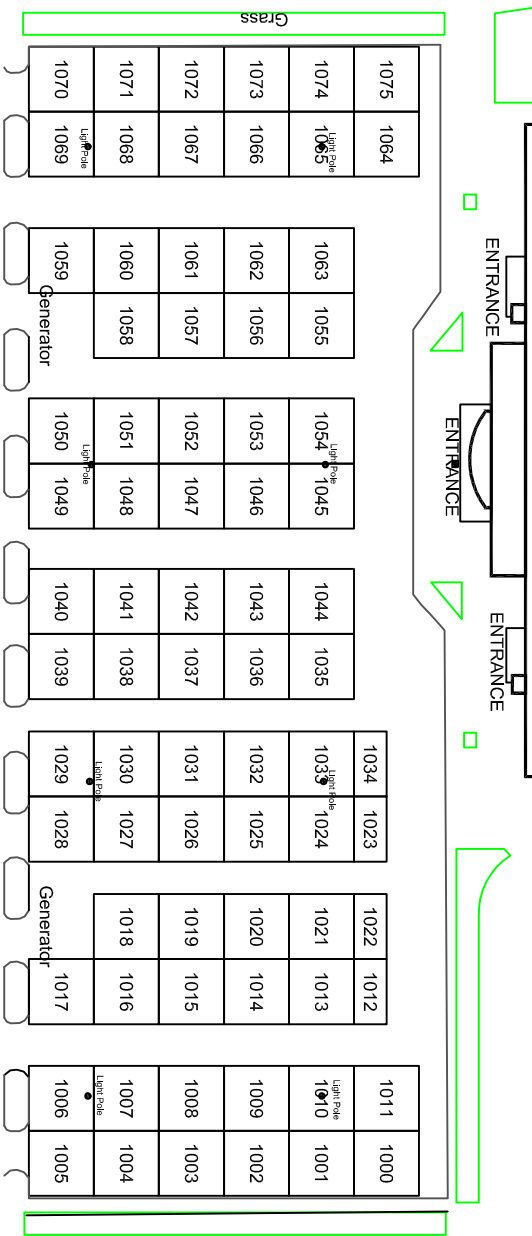 Grass
1070 1071 1072 1073 1074 1075
1069 Light Pole 1068 1067 1066 1065 Light Pole 1064
1059 1060 1061 1062 1063
ENTRANCE
Generator
1058 1057 1056 1055
1050 1051 1052 1053 1054
Light Pole
Light Pole
ENTRANCE
1049 1048 1047 1046 1045
1040 1041 1042 1043 1044
1039 1038 1037 1036 1035
ENTRANCE
1029 1030 1031 1032 1033 1034
Light Pole
Light Pole
1028 1027 1026 1025 1024 1023
Generator
1018 1019 1020 1021 1022
1017 1016 1015 1014 1013 1012
1006 Light Pole 1007 1008 1009 1010 Light Pole 1011
1005 1004 1003 1002 1001 1000